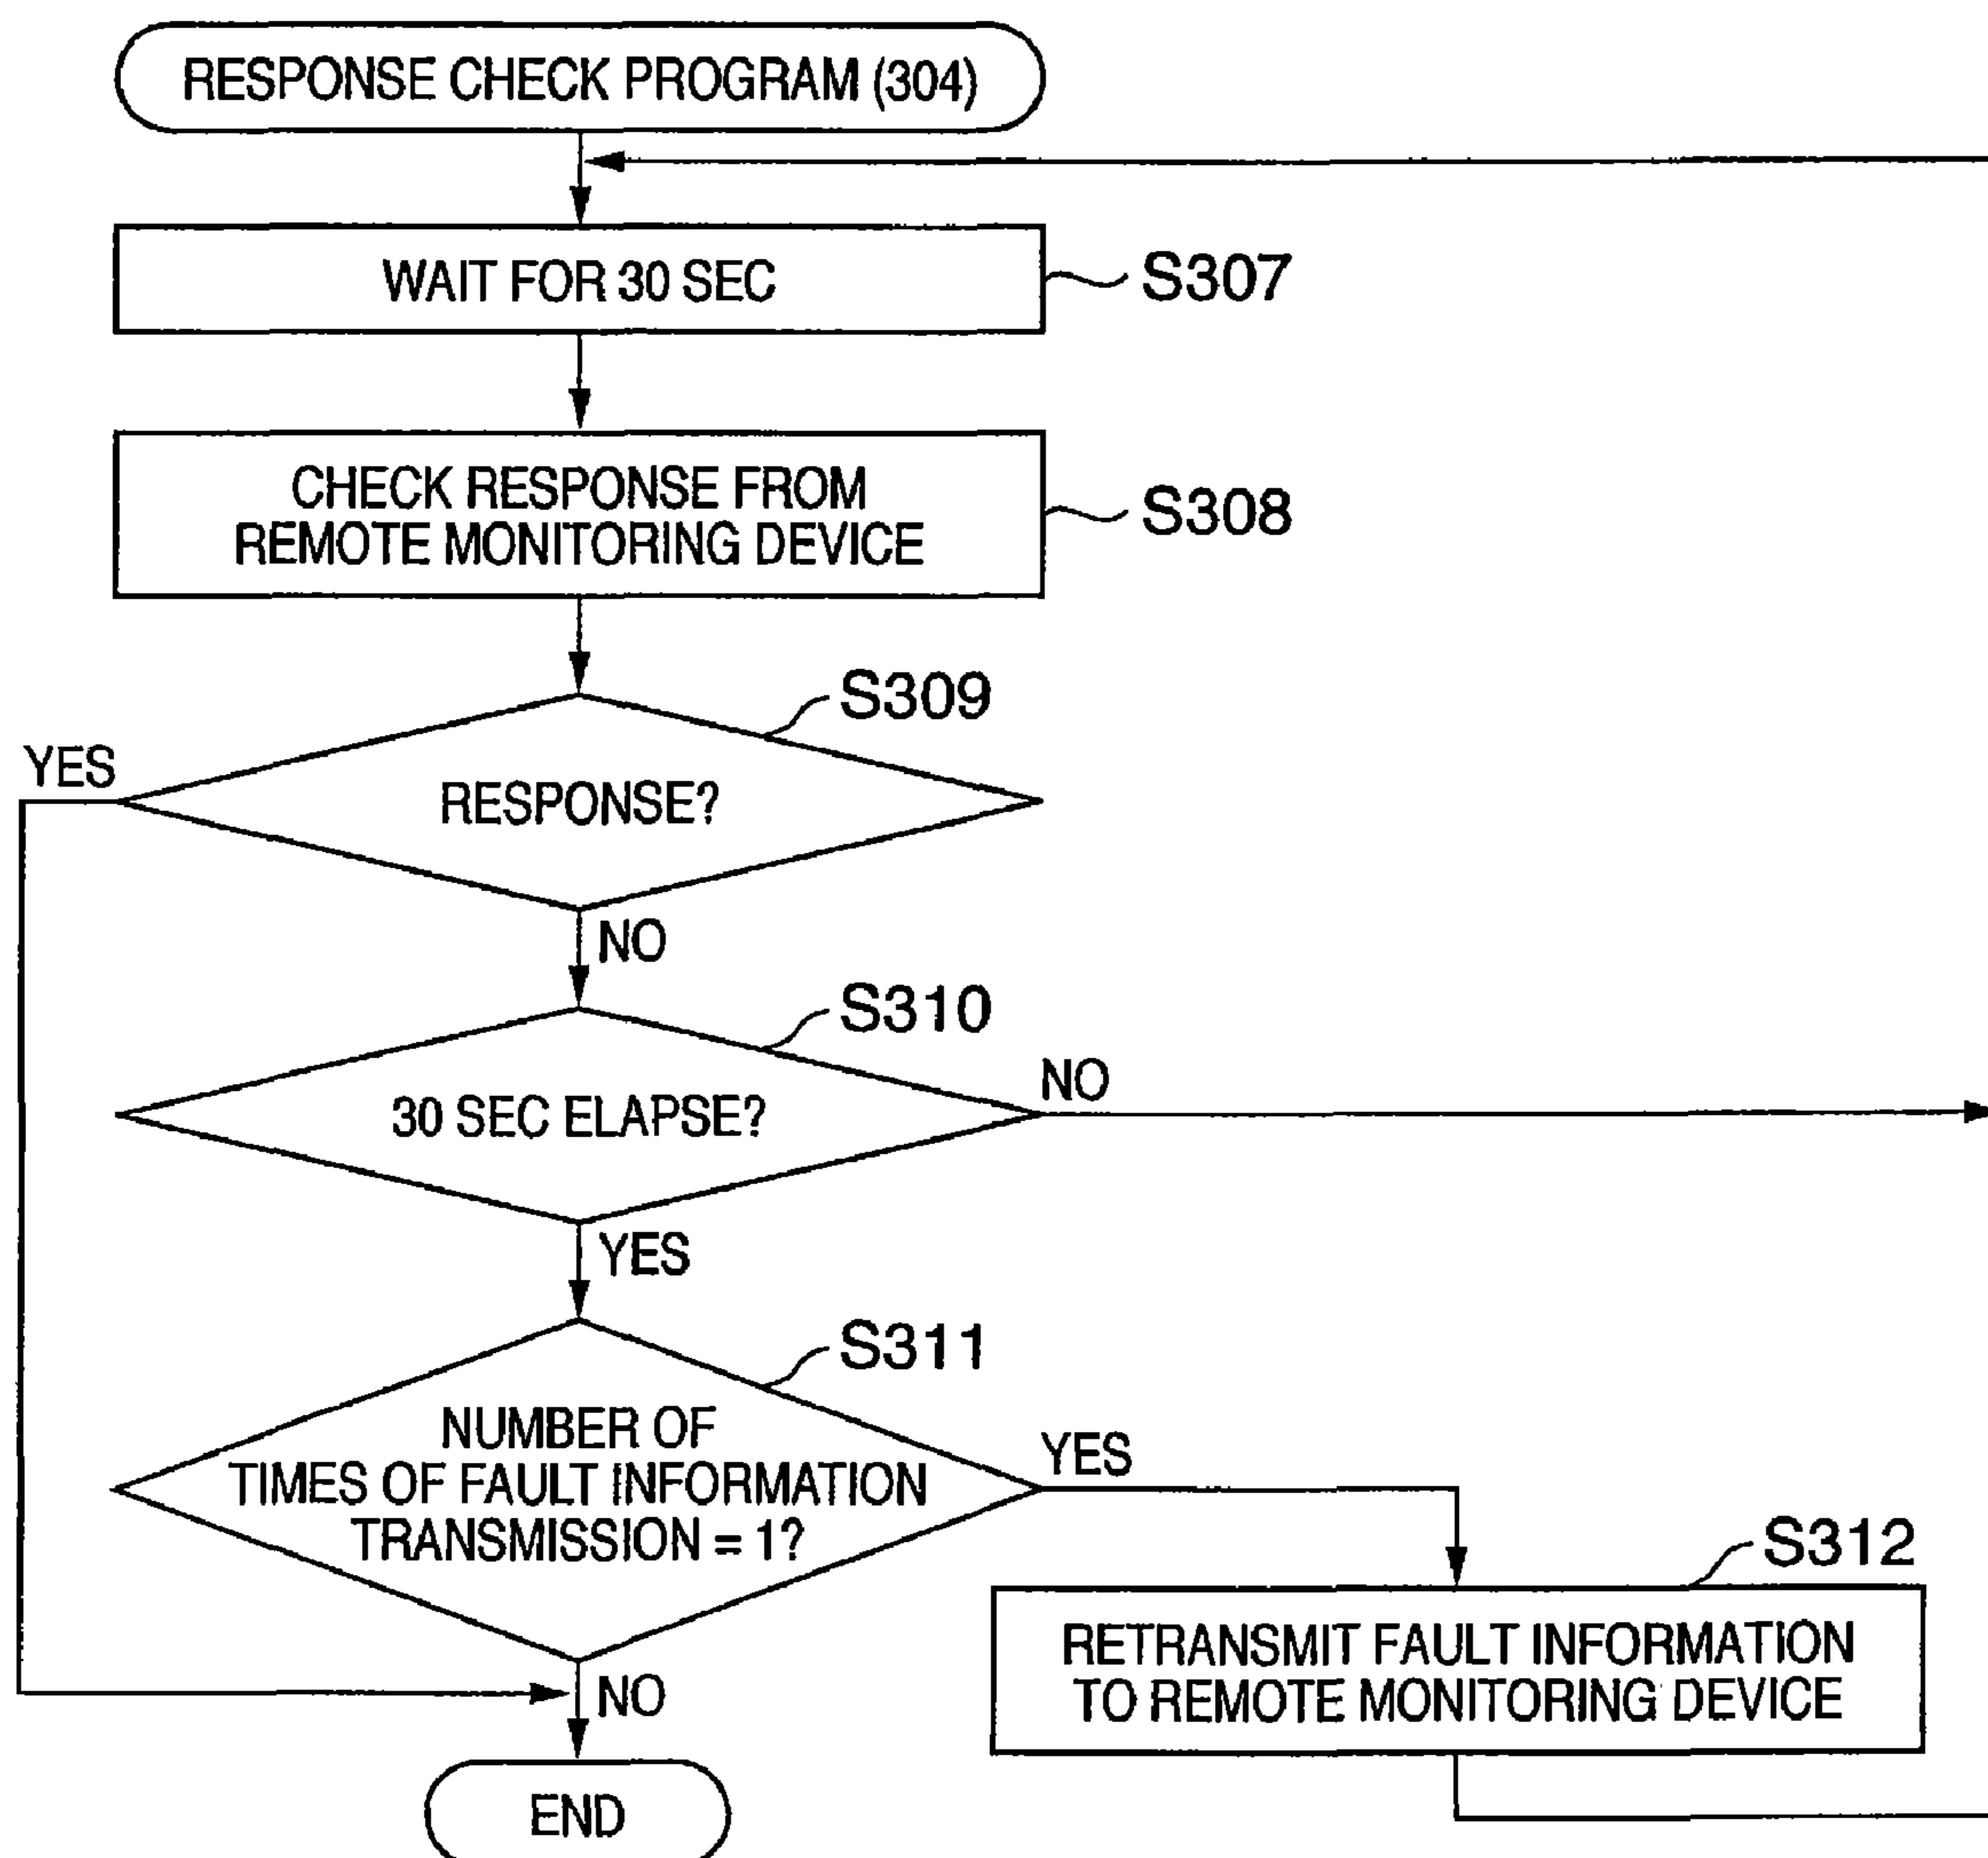 RESPONSE CHECK PROGRAM (304)
WAIT FOR 30 SEC
S307
CHECK RESPONSE FROM
REMOTE MONITORING DEVICE
S308
S309
YES
RESPONSE?
NO
S310
NO
30 SEC ELAPSE?
YES
S311
NUMBER OF
TIMES OF FAULT INFORMATION
TRANSMISSION = 1?
YES
S312
RETRANSMIT FAULT INFORMATION
TO REMOTE MONITORING DEVICE
NO
END